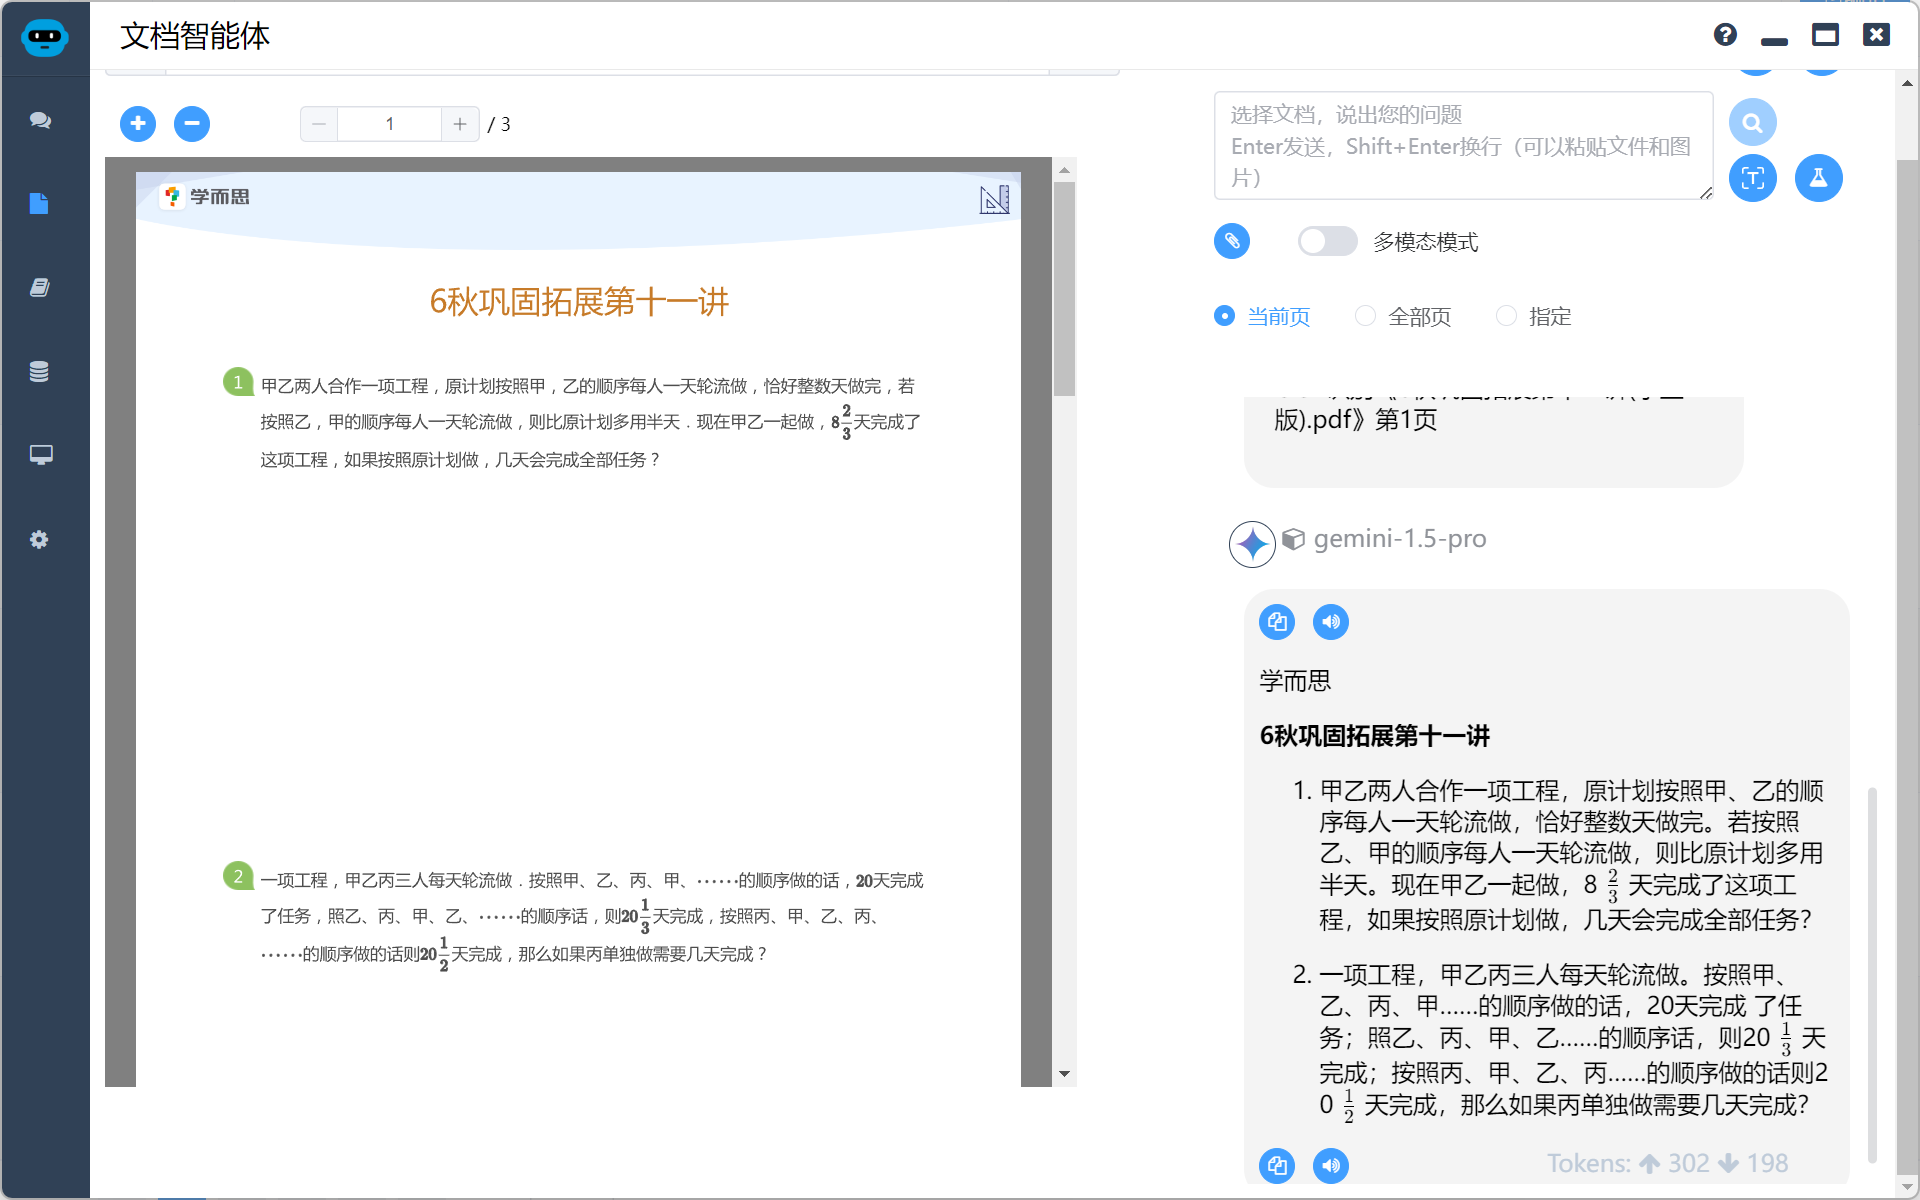 文档智能体
1
/ 3
学而思
6秋巩固拓展第十一讲
1 甲乙两人合作一项工程，原计划按照甲，乙的顺序每人一天轮流做，恰好整数天做完，若
按照乙，甲的顺序每人一天轮流做，则比原计划多用半天．现在甲乙一起做，8 2/3 天完成了
这项工程，如果按照原计划做，几天会完成全部任务？
2 一项工程，甲乙丙三人每天轮流做．按照甲、乙、丙、甲、⋯⋯的顺序做的话，20天完成
了任务，照乙、丙、甲、乙、⋯⋯的顺序话，则20 1/3 天完成，按照丙、甲、乙、丙、
⋯⋯的顺序做的话则20 1/2 天完成，那么如果丙单独做需要几天完成？
选择文档，说出您的问题
Enter发送，Shift+Enter换行（可以粘贴文件和图
片）
多模态模式
当前页 全部页 指定
版).pdf》第1页
gemini-1.5-pro
学而思
6秋巩固拓展第十一讲
1. 甲乙两人合作一项工程，原计划按照甲、乙的顺
序每人一天轮流做，恰好整数天做完。若按照
乙、甲的顺序每人一天轮流做，则比原计划多用
半天。现在甲乙一起做，8 2/3 天完成了这项工
程，如果按照原计划做，几天会完成全部任务？
2. 一项工程，甲乙丙三人每天轮流做。按照甲、
乙、丙、甲......的顺序做的话，20天完成 了任
务；照乙、丙、甲、乙......的顺序话，则20 1/3 天
完成；按照丙、甲、乙、丙......的顺序做的话则2
0 1/2 天完成，那么如果丙单独做需要几天完成？
Tokens: 302 198